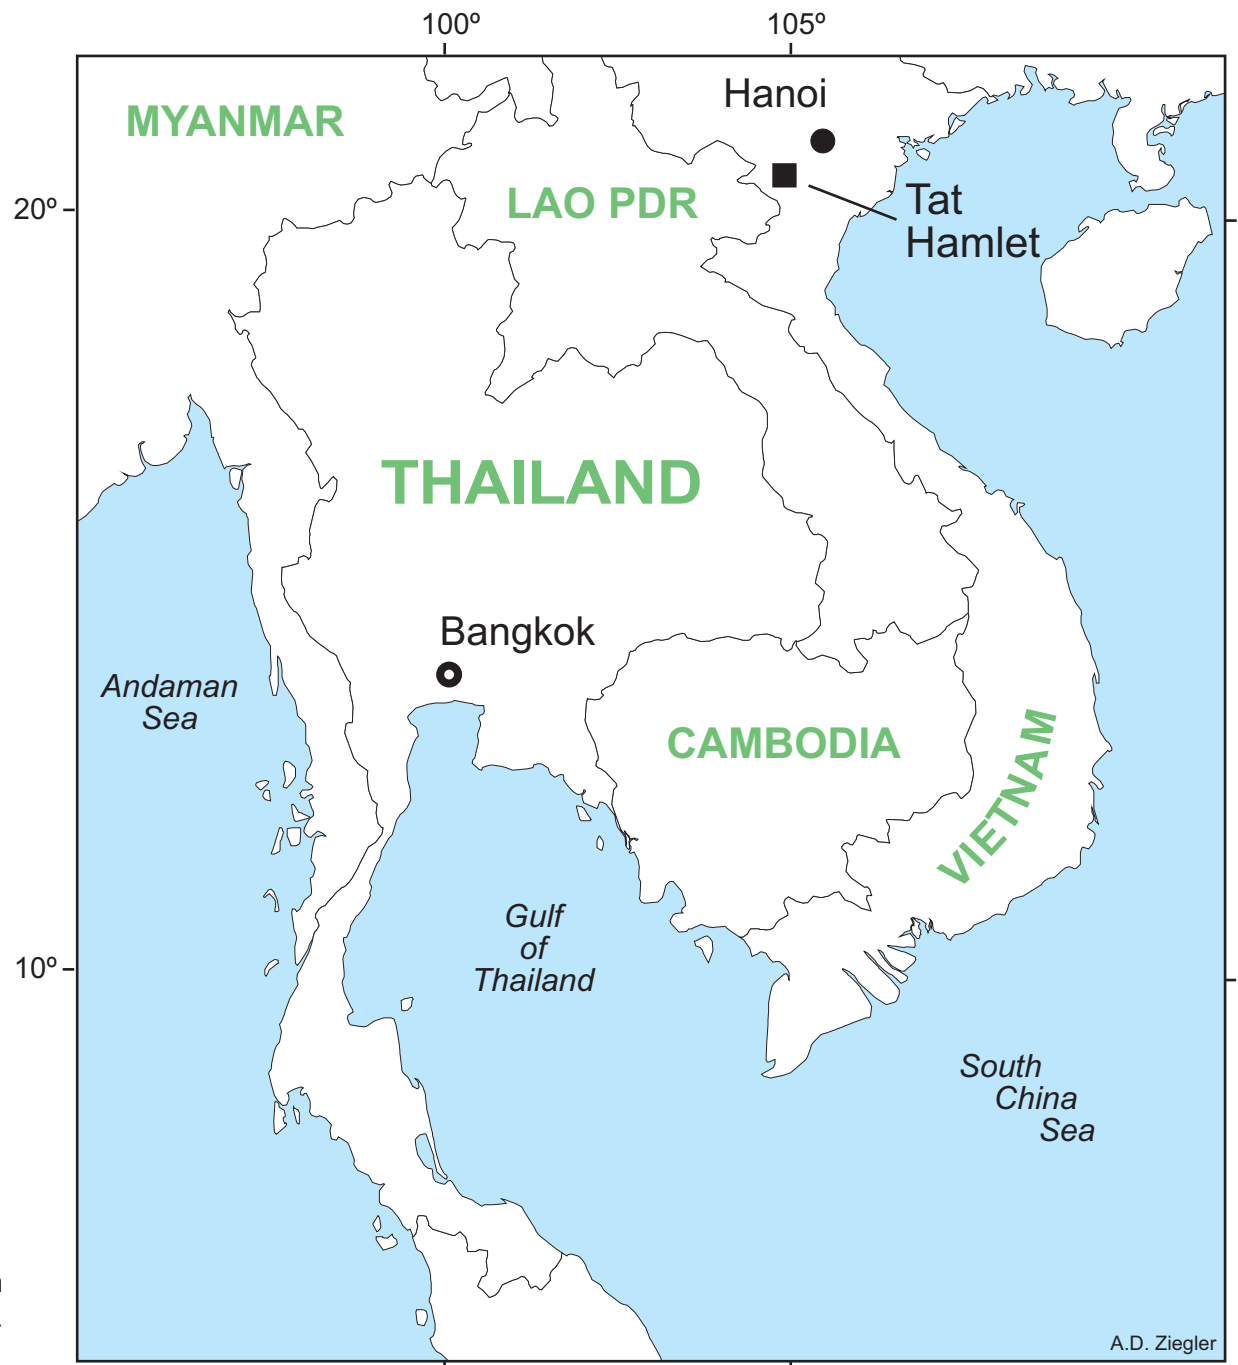 100º 105º
Hanoi
MYANMAR
LAO PDR
20º
Tat
Hamlet
THAILAND
Bangkok
Andaman
Sea
CAMBODIA
VIETNAM
Gulf
of
Thailand
10º
South
China
Sea
A.D. Ziegler